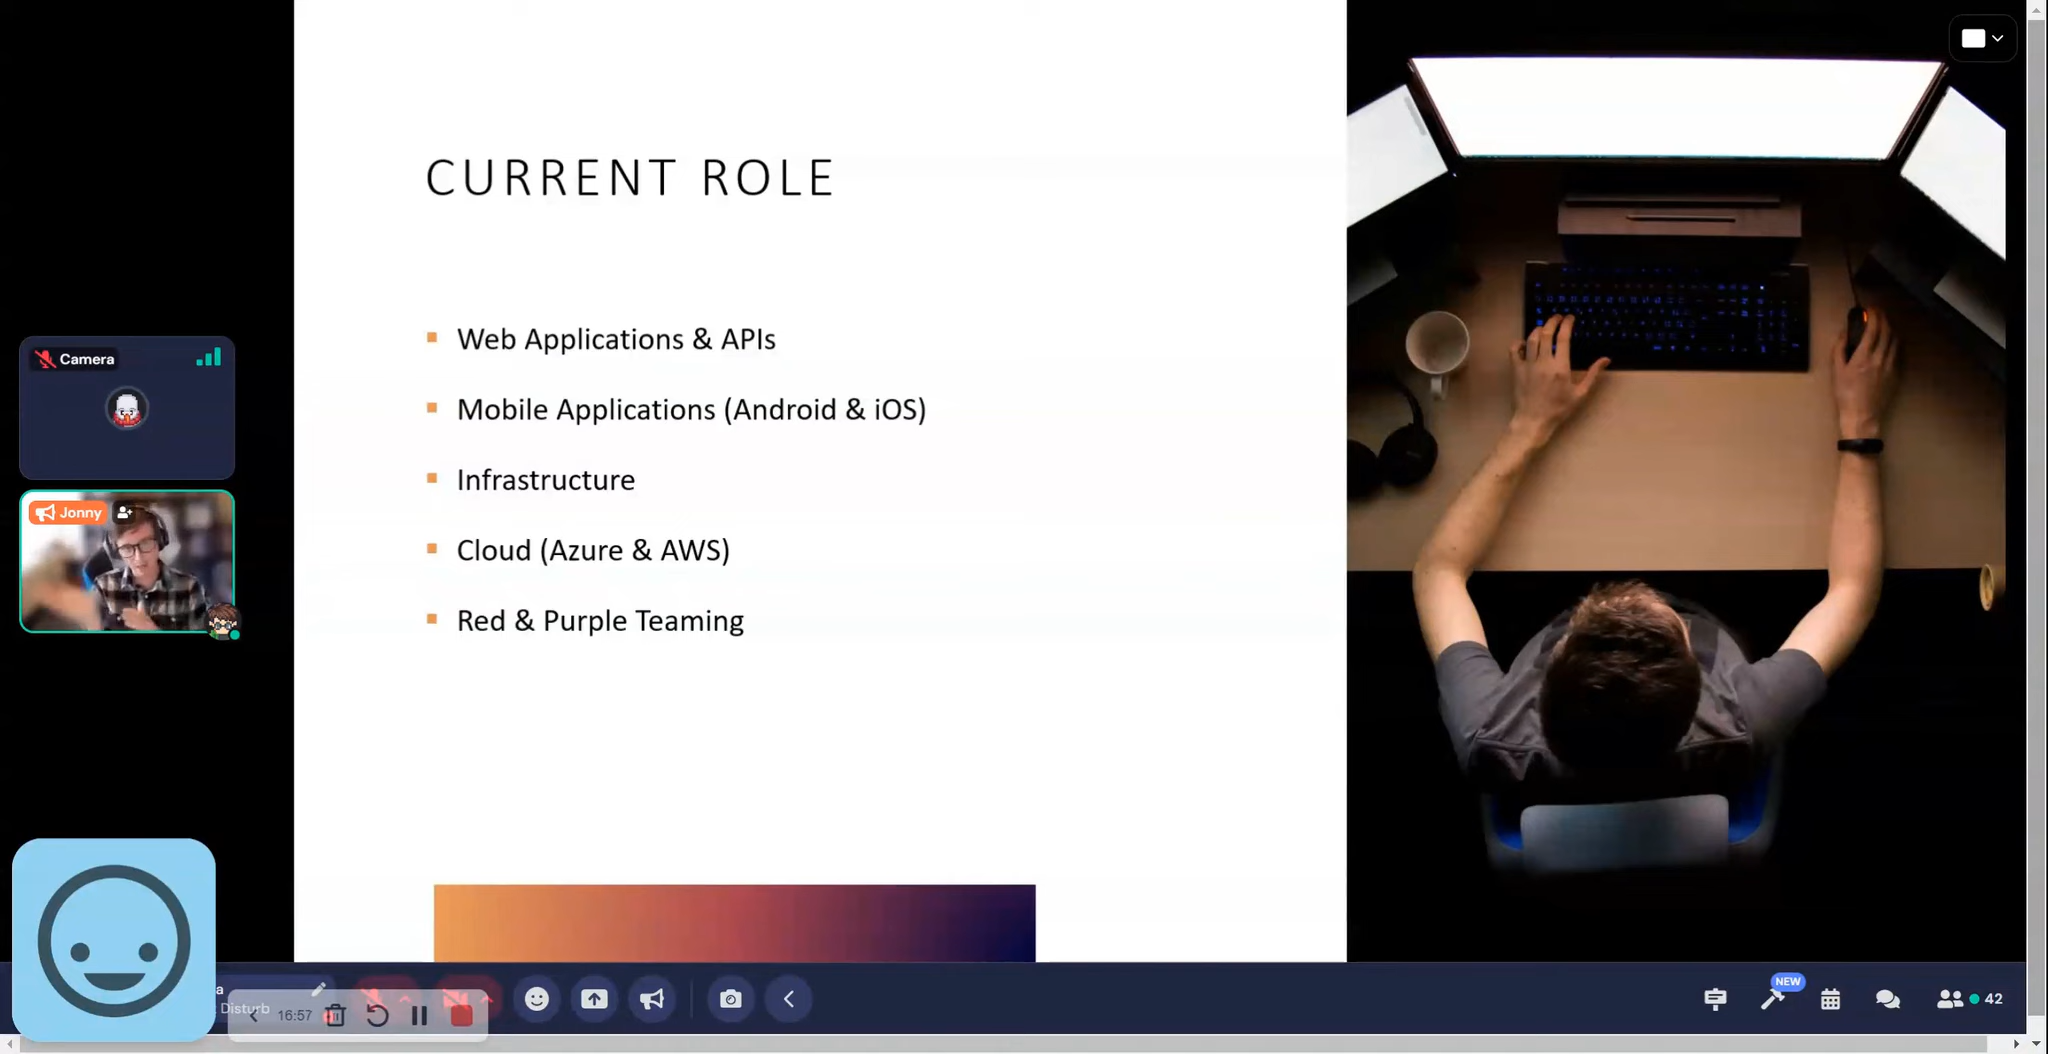 CURRENT ROLE
Web Applications & APIs
Mobile Applications (Android & iOS)
Infrastructure
Cloud (Azure & AWS)
Red & Purple Teaming
Camera
Jonny
a
Disturb
16:57
NEW
42